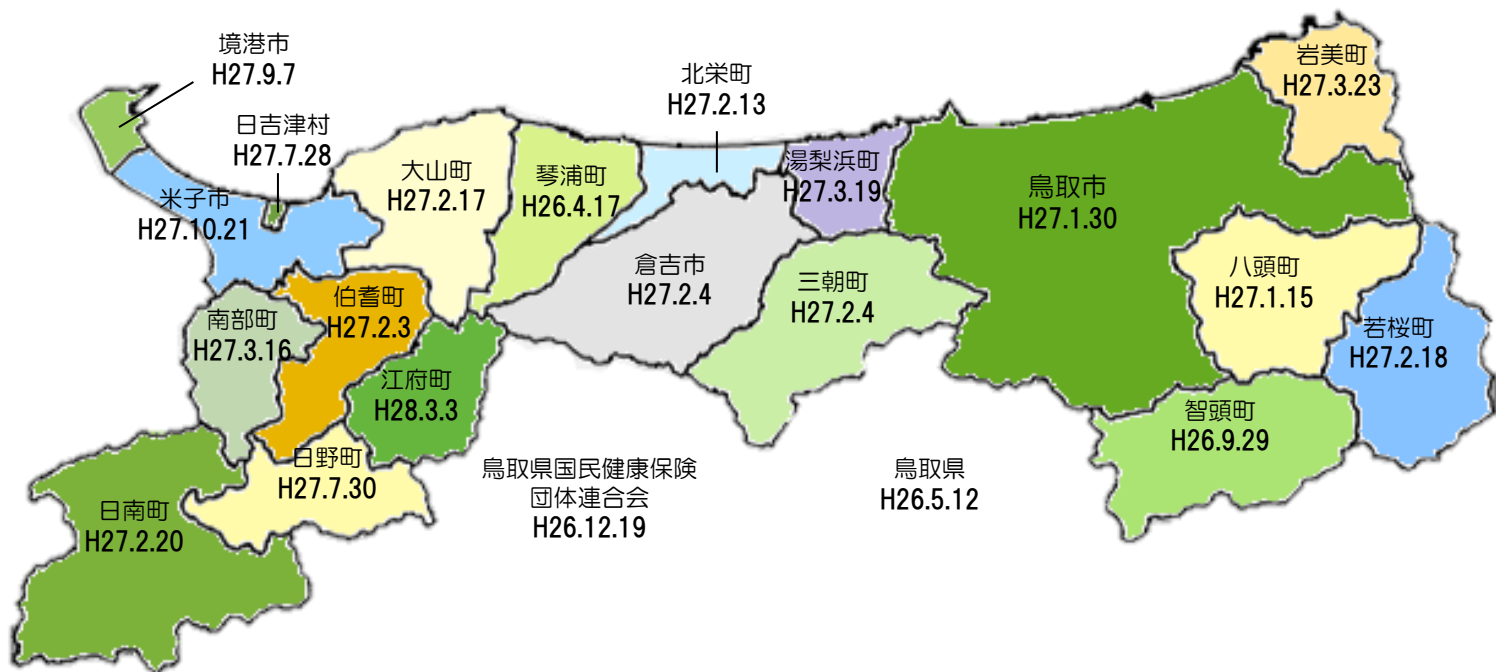 境港市
H27.9.7
日吉津村
H27.7.28
米子市
H27.10.21
大山町
H27.2.17
琴浦町
H26.4.17
北栄町
H27.2.13
湯梨浜町
H27.3.19
鳥取市
H27.1.30
岩美町
H27.3.23
南部町
H27.3.16
伯耆町
H27.2.3
江府町
H28.3.3
倉吉市
H27.2.4
三朝町
H27.2.4
八頭町
H27.1.15
若桜町
H27.2.18
智頭町
H26.9.29
日南町
H27.2.20
日野町
H27.7.30
鳥取県国民健康保険
団体連合会
H26.12.19
鳥取県
H26.5.12